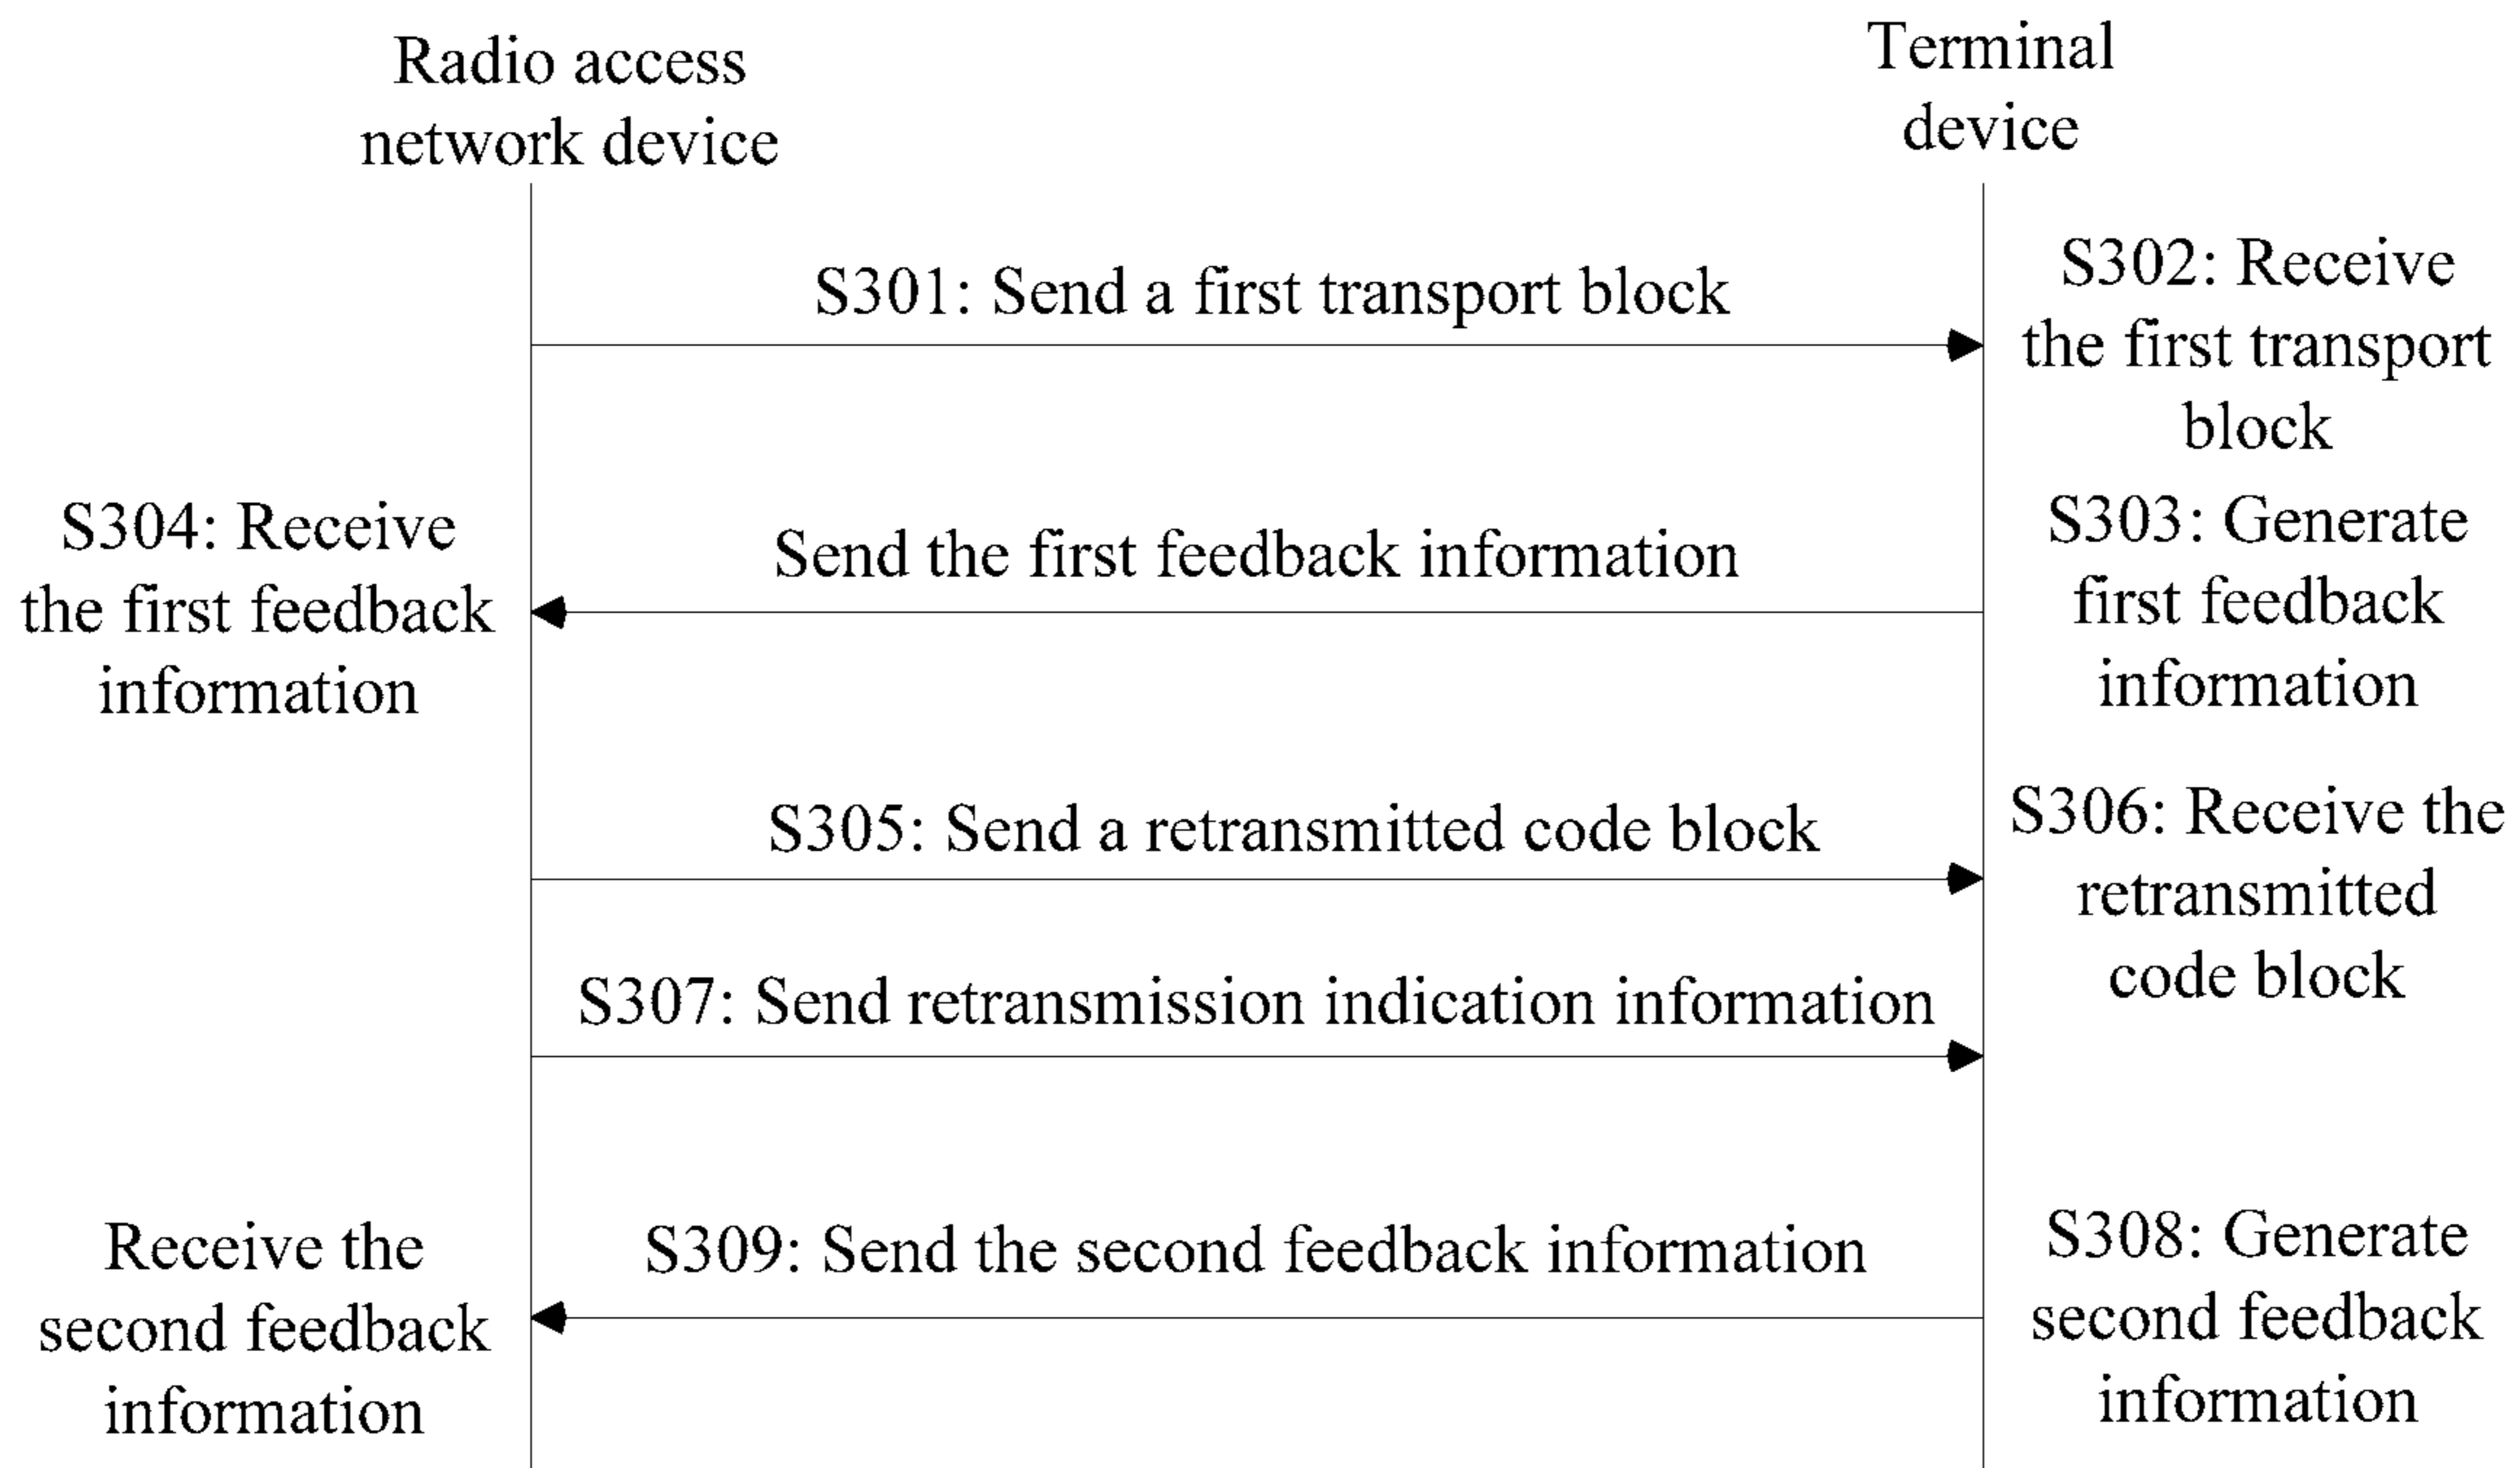 Radio access
network device
Terminal
device
S301: Send a first transport block
S302: Receive
the first transport
block
S304: Receive
the first feedback
information
Send the first feedback information
S303: Generate
first feedback
information
S305: Send a retransmitted code block
S306: Receive the
retransmitted
code block
S307: Send retransmission indication information
Receive the
second feedback
information
S309: Send the second feedback information
S308: Generate
second feedback
information